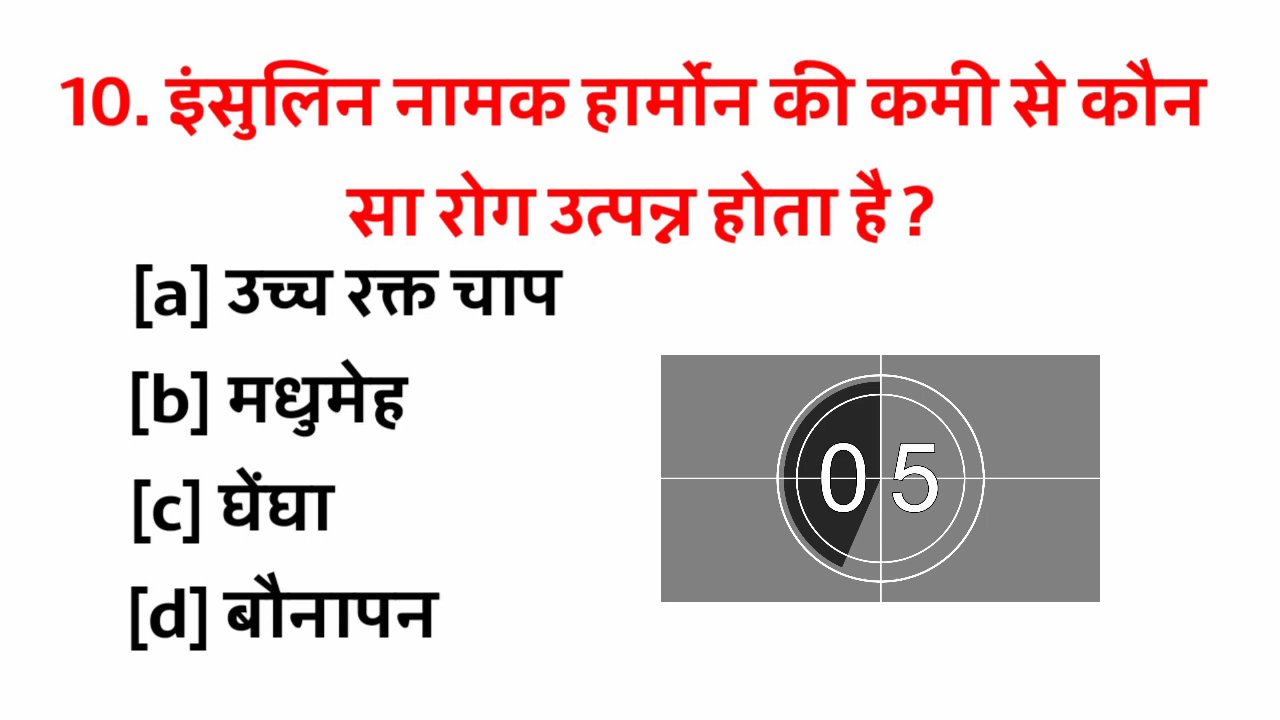 10. इंसुलिन नामक हार्मोन की कमी से कौन
सा रोग उत्पन्न होता है ?
[a] उच्च रक्त चाप
[b] मधुमेह
[c] घेंघा
[d] बौनापन
05